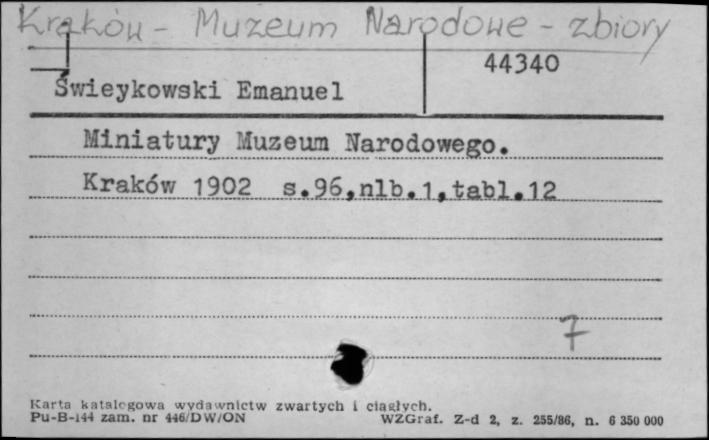 Kraków - Muzeum Narodowe - zbiory
44340
Świeykowski Emanuel
Miniatury Muzeum Narodowego.
Kraków 1902 s.96,nlb.1,tabl.12
7
Karta katalogowa wydawnictw zwartych i ciągłych.
Pu-B-144 zam. nr 446/DW/ON WZGraf. Z-d 2, z. 255/86, n. 6 350 000